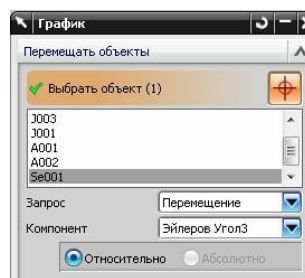 График
Перемещать объекты
Выбрать объект (1)
J003
J001
A001
A002
Se001
Запрос Перемещение
Компонент Эйлеров Угол3
Относительно Абсолютно